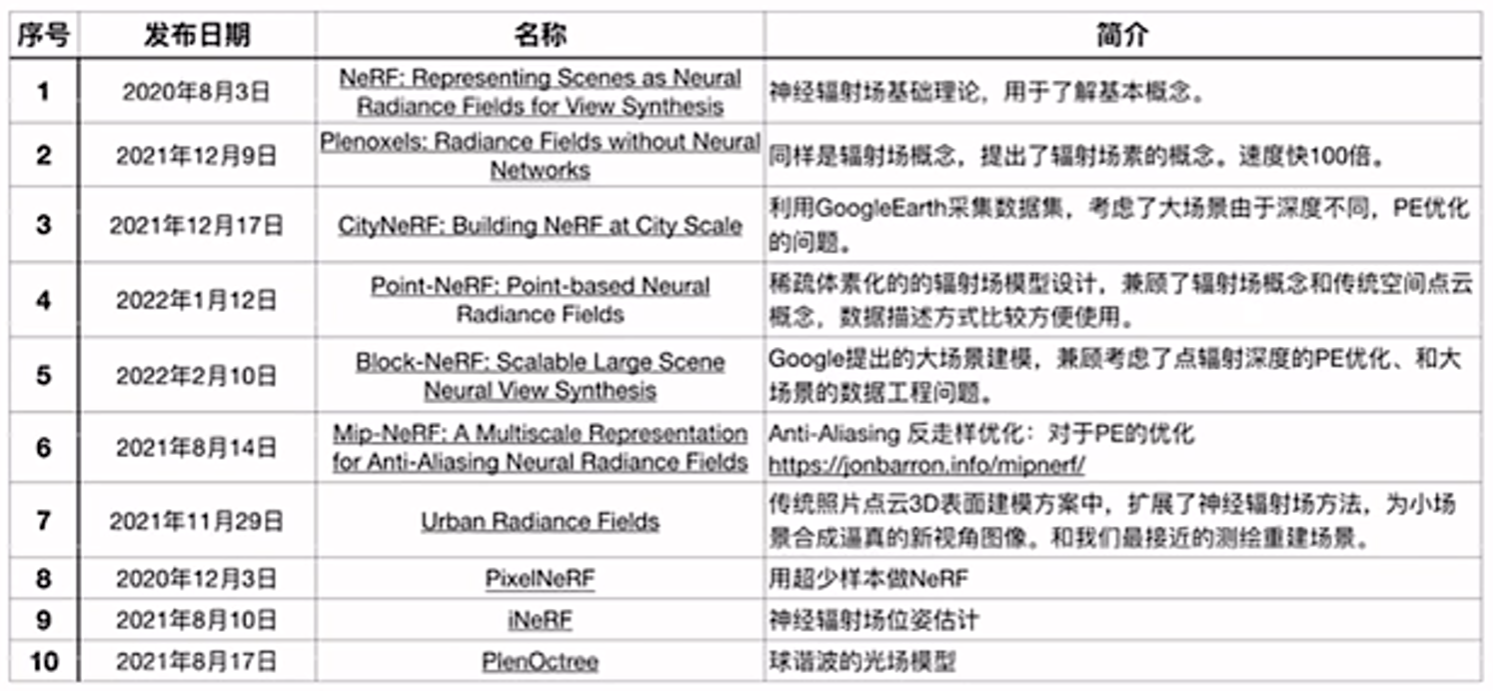 序号 发布日期 名称 简介
1 2020年8月3日 NeRF: Representing Scenes as Neural
Radiance Fields for View Synthesis 神经辐射场基础理论，用于了解基本概念。
2 2021年12月9日 Plenoxels: Radiance Fields without Neural
Networks 同样是辐射场概念，提出了辐射场素的概念。速度快100倍。
3 2021年12月17日 CityNeRF: Building NeRF at City Scale 利用GoogleEarth采集数据集，考虑了大场景由于深度不同，PE优化
的问题。
4 2022年1月12日 Point-NeRF: Point-based Neural
Radiance Fields 稀疏体素化的的辐射场模型设计，兼顾了辐射场概念和传统空间点云
概念，数据描述方式比较方便使用。
5 2022年2月10日 Block-NeRF: Scalable Large Scene
Neural View Synthesis Google提出的大场景建模，兼顾考虑了点辐射深度的PE优化、和大
场景的数据工程问题。
6 2021年8月14日 Mip-NeRF: A Multiscale Representation
for Anti-Aliasing Neural Radiance Fields Anti-Aliasing 反走样优化：对于PE的优化
https://jonbarron.info/mipnerf/
7 2021年11月29日 Urban Radiance Fields 传统照片点云3D表面建模方案中，扩展了神经辐射场方法，为小场
景合成逼真的新视角图像。和我们最接近的测绘重建场景。
8 2020年12月3日 PixelNeRF 用超少样本做NeRF
9 2021年8月10日 iNeRF 神经辐射场位姿估计
10 2021年8月17日 PlenOctree 球谐波的光场模型